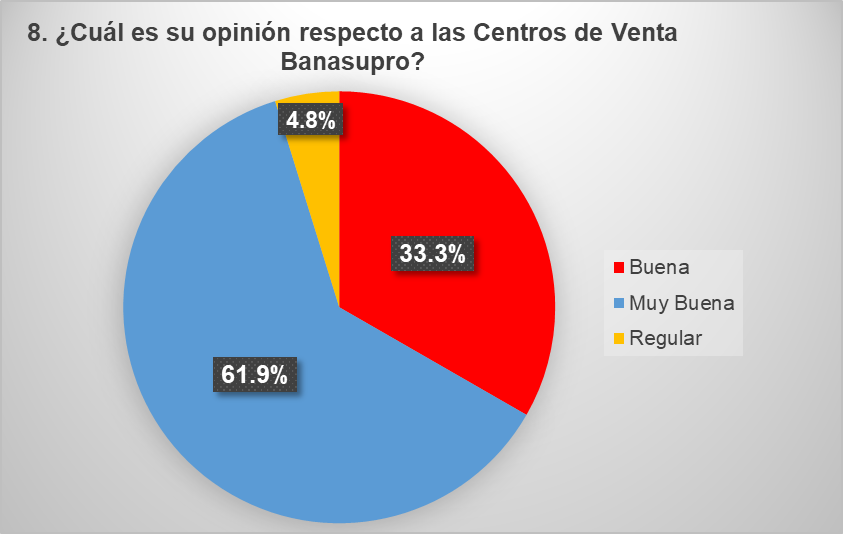 8. ¿Cuál es su opinión respecto a las Centros de Venta
Banasupro?
4.8%
33.3%
61.9%
Buena
Muy Buena
Regular